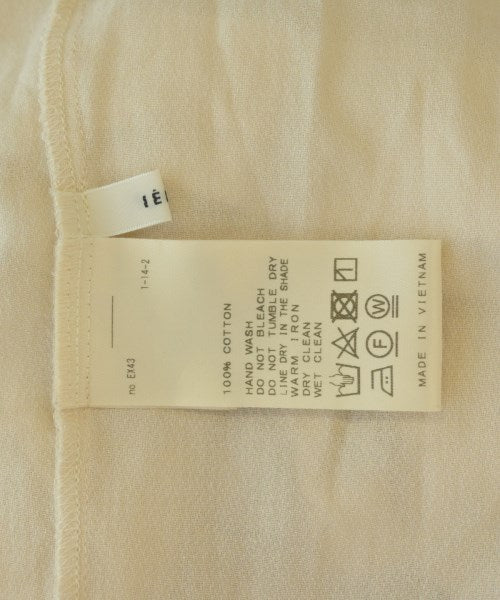 1-14-2
no. EX43
100% COTTON
HAND WASH
DO NOT BLEACH
DO NOT TUMBLE DRY
LINE DRY IN THE SHADE
WARM IRON
DRY CLEAN
WET CLEAN
F W
MADE IN VIETNAM